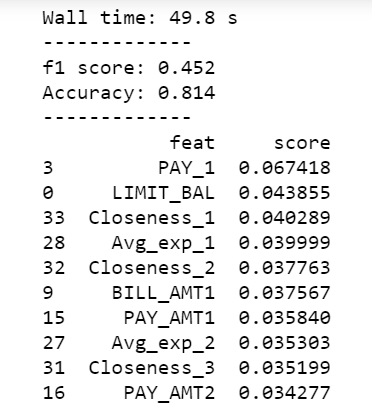 Wall time: 49.8 s
-------------
f1 score: 0.452
Accuracy: 0.814
-------------
feat score
3 PAY_1 0.067418
0 LIMIT_BAL 0.043855
33 Closeness_1 0.040289
28 Avg_exp_1 0.039999
32 Closeness_2 0.037763
9 BILL_AMT1 0.037567
15 PAY_AMT1 0.035840
27 Avg_exp_2 0.035303
31 Closeness_3 0.035199
16 PAY_AMT2 0.034277